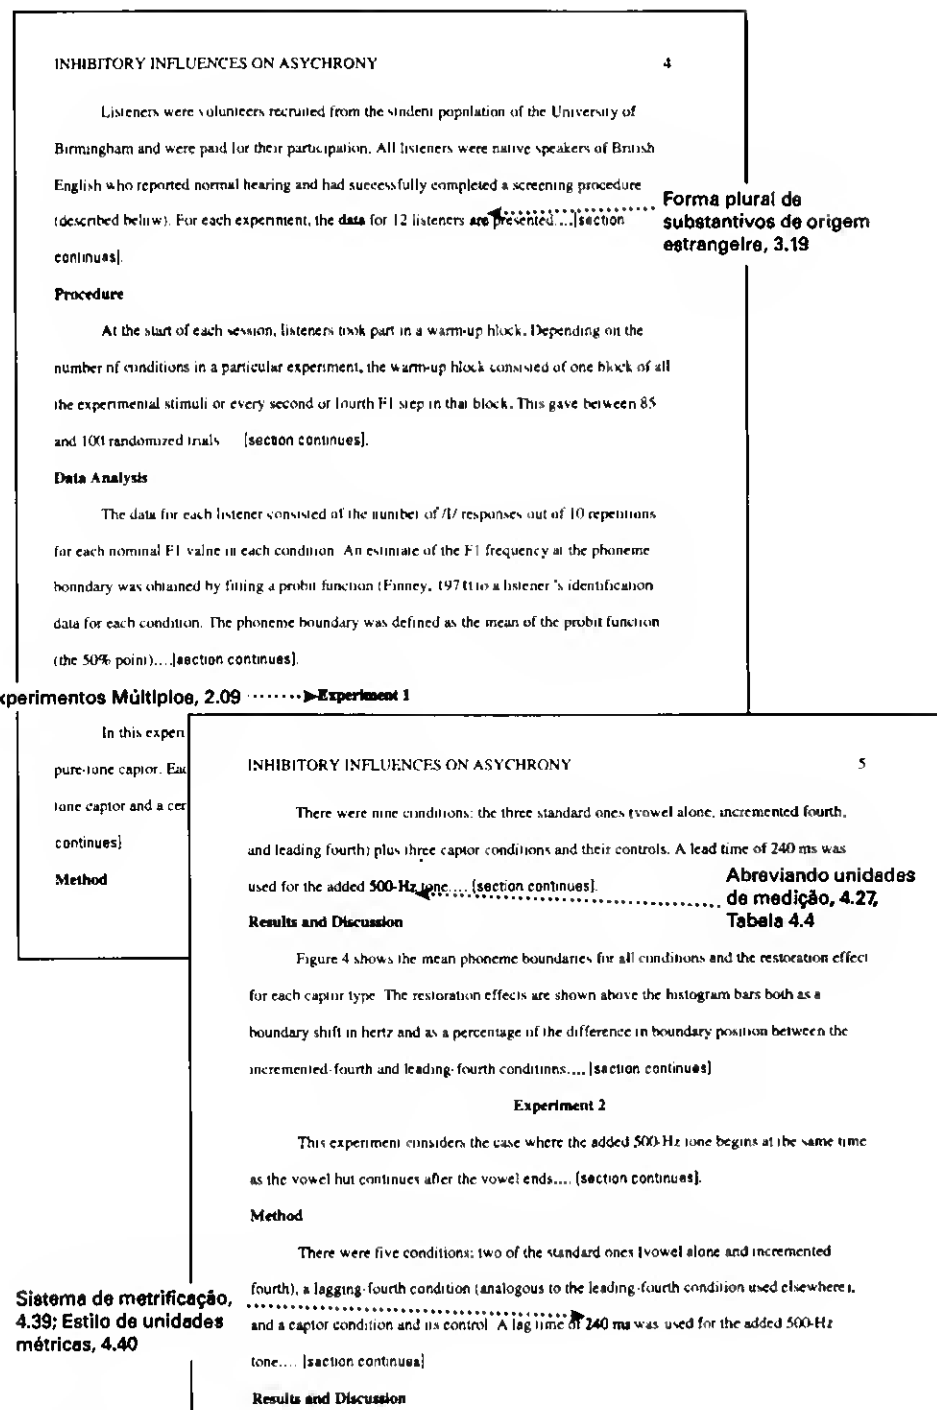 INHIBITORY INFLUENCES ON ASYCHRONY 4
Listeners were volunteers recruited from the student population of the University of
Birmingham and were paid for their participation. All listeners were native speakers of British
English who reported normal hearing and had successfully completed a screening procedure
(described below). For each experiment, the data for 12 listeners are presented....[section
continues].
Forma plural de
substantivos de origem
estrangeire, 3.19
Procedure
At the start of each session, listeners took part in a warm-up block. Depending on the
number of conditions in a particular experiment, the warm-up block consisted of one block of all
the experimental stimuli or every second or fourth F1 step in that block. This gave between 85
and 100 randomized trials [section continues].
Data Analysis
The data for each listener consisted of the number of /I/ responses out of 10 repetitions
for each nominal F1 value in each condition. An estimate of the F1 frequency at the phoneme
boundary was obtained by fitting a probit function (Finney, 1971) to a listener's identification
data for each condition. The phoneme boundary was defined as the mean of the probit function
(the 50% point)....[section continues].
xperimentos Múltiplos, 2.09
Experiment 1
In this experi
pure-tone captor. Eac
tone captor and a cer
continues]
Method
INHIBITORY INFLUENCES ON ASYCHRONY 5
There were nine conditions: the three standard ones (vowel alone, incremented fourth,
and leading fourth) plus three captor conditions and their controls. A lead time of 240 ms was
used for the added 500-Hz tone.... [section continues].
Abreviando unidades
de medição, 4.27,
Tabela 4.4
Results and Discussion
Figure 4 shows the mean phoneme boundaries for all conditions and the restoration effect
for each captor type. The restoration effects are shown above the histogram bars both as a
boundary shift in hertz and as a percentage of the difference in boundary position between the
incremented-fourth and leading-fourth conditions.... [section continues]
Experiment 2
This experiment considers the case where the added 500-Hz tone begins at the same time
as the vowel but continues after the vowel ends.... [section continues].
Method
There were five conditions: two of the standard ones (vowel alone and incremented
fourth), a lagging-fourth condition (analogous to the leading-fourth condition used elsewhere),
and a captor condition and its control. A lag time of 240 ms was used for the added 500-Hz
tone.... [section continues]
Sistema de metrificação,
4.39; Estilo de unidades
métricas, 4.40
Results and Discussion